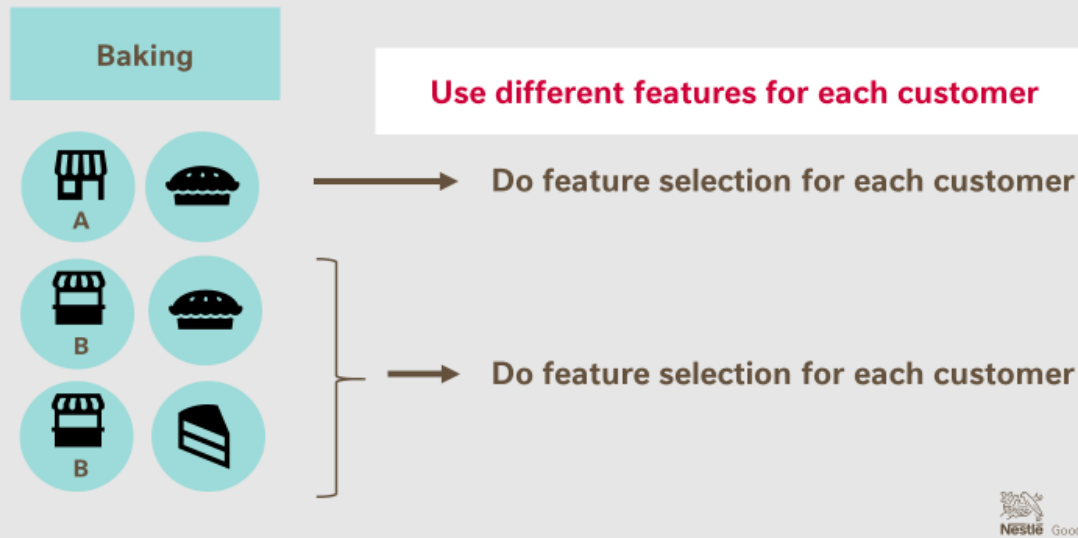 Baking
Use different features for each customer
A
Do feature selection for each customer
B
Do feature selection for each customer
B
Nestlé